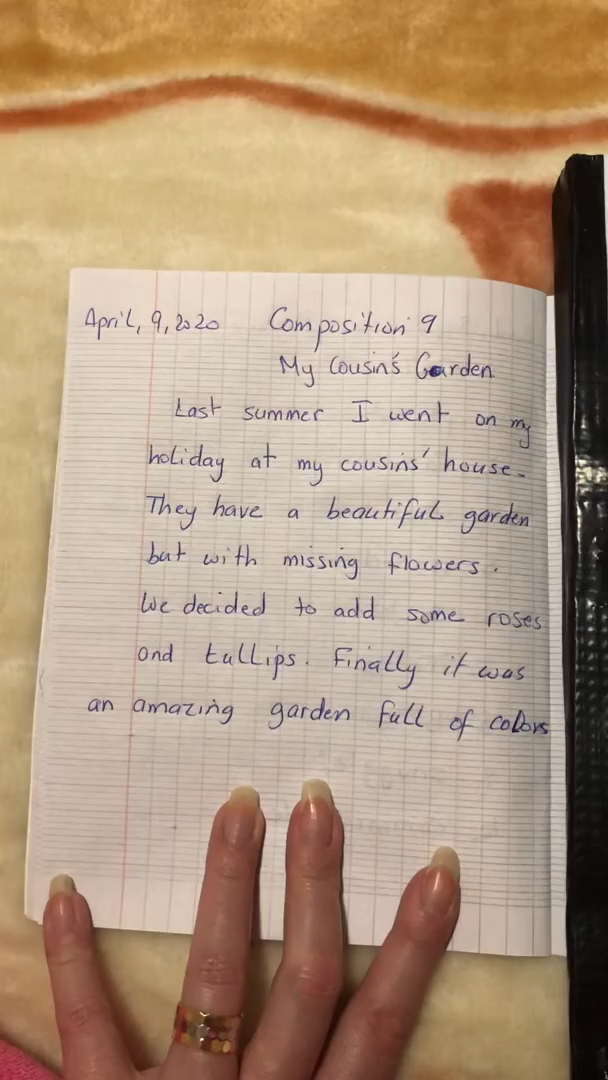 April, 9, 2020 Composition 9
My Cousin's Garden
Last summer I went on my
holiday at my cousins' house.
They have a beautiful garden
but with missing flowers.
We decided to add some roses
and tullips. Finally it was
an amazing garden full of colors